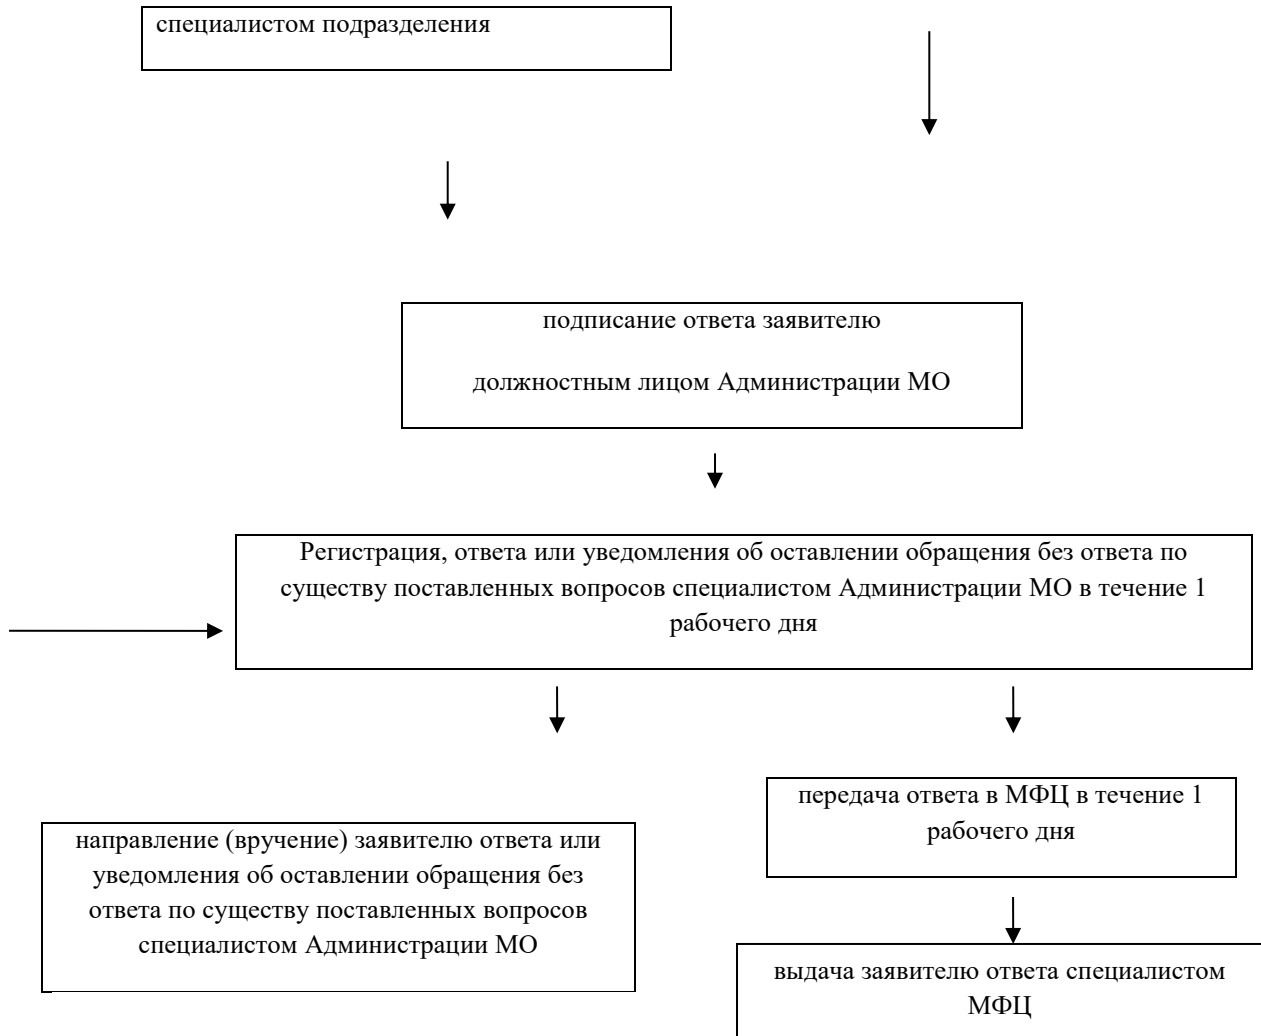 специалистом подразделения
подписание ответа заявителю
должностным лицом Администрации МО
Регистрация, ответа или уведомления об оставлении обращения без ответа по
существу поставленных вопросов специалистом Администрации МО в течение 1
рабочего дня
передача ответа в МФЦ в течение 1
рабочего дня
направление (вручение) заявителю ответа или
уведомления об оставлении обращения без
ответа по существу поставленных вопросов
специалистом Администрации МО
выдача заявителю ответа специалистом
МФЦ